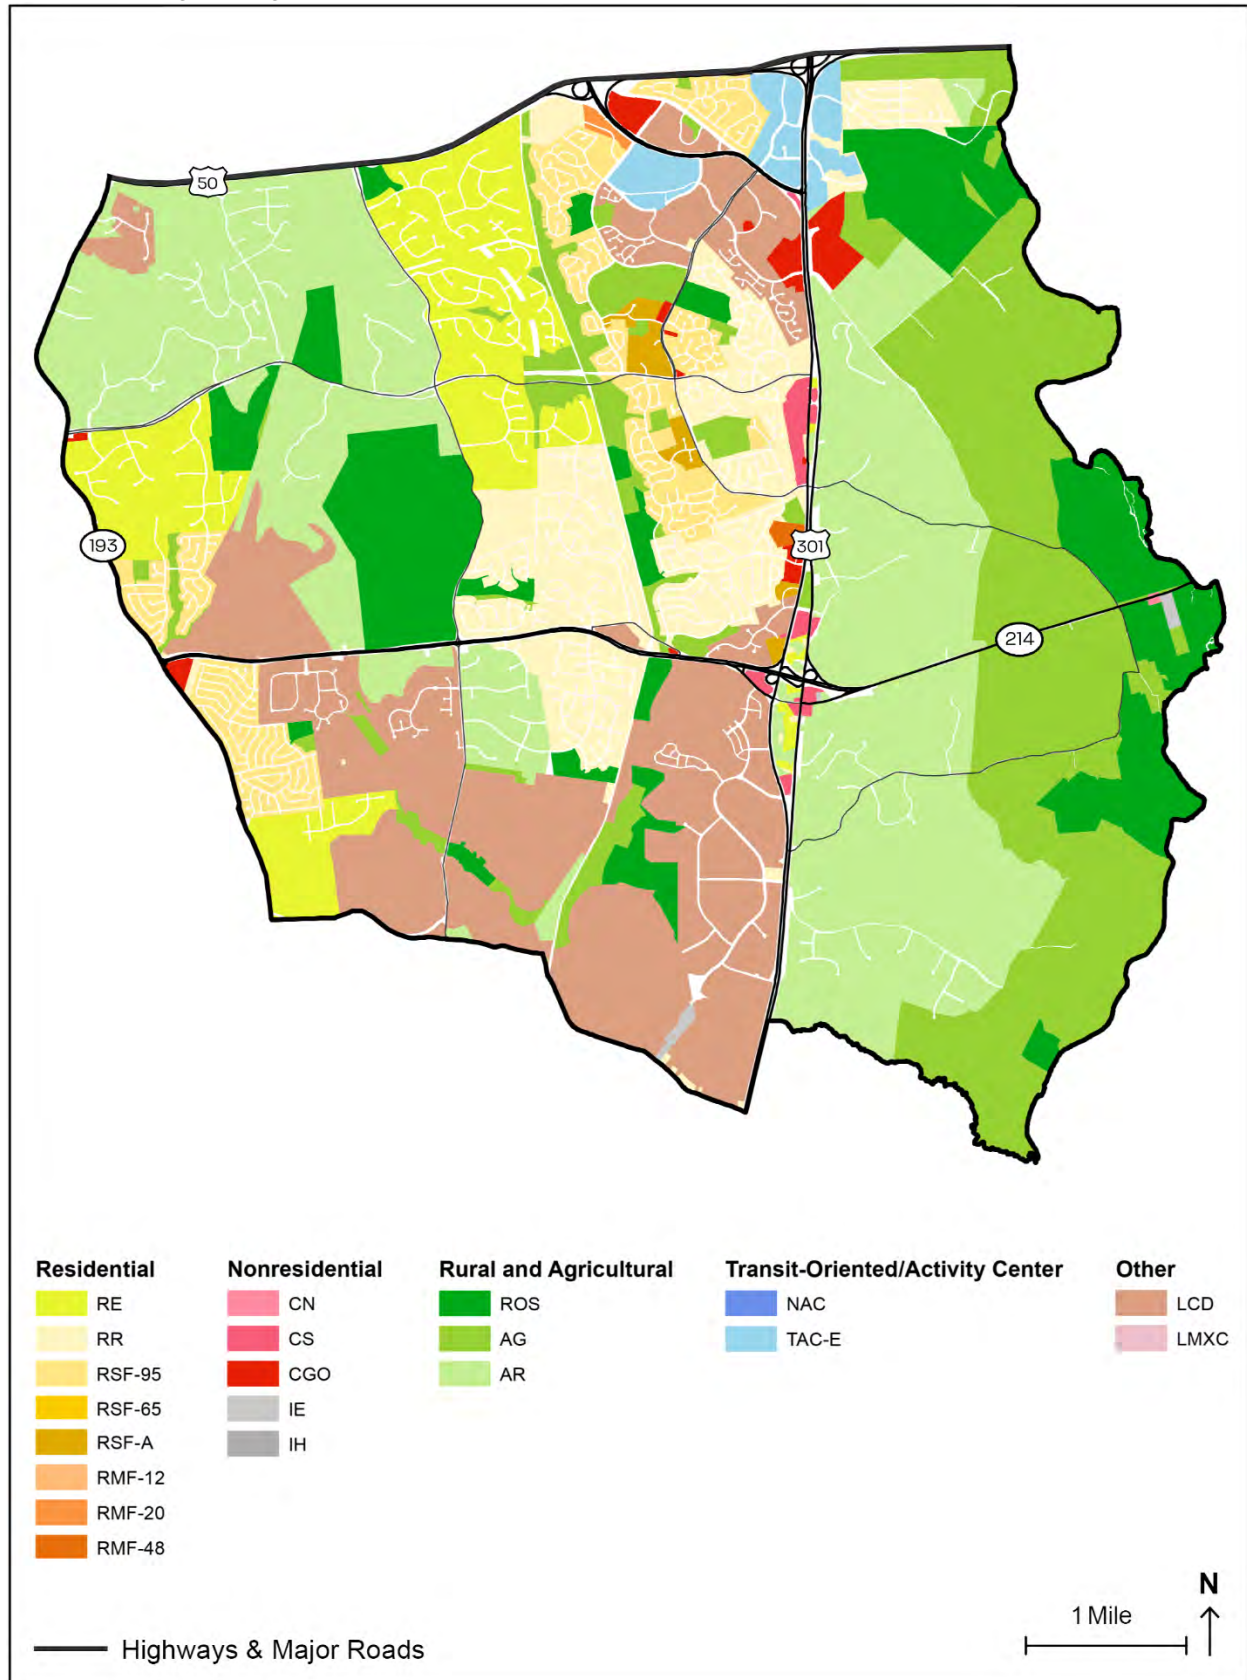 50
193
301
214
Residential
RE
RR
RSF-95
RSF-65
RSF-A
RMF-12
RMF-20
RMF-48
Nonresidential
CN
CS
CGO
IE
IH
Rural and Agricultural
ROS
AG
AR
Transit-Oriented/Activity Center
NAC
TAC-E
Other
LCD
LMXC
Highways & Major Roads
1 Mile
N